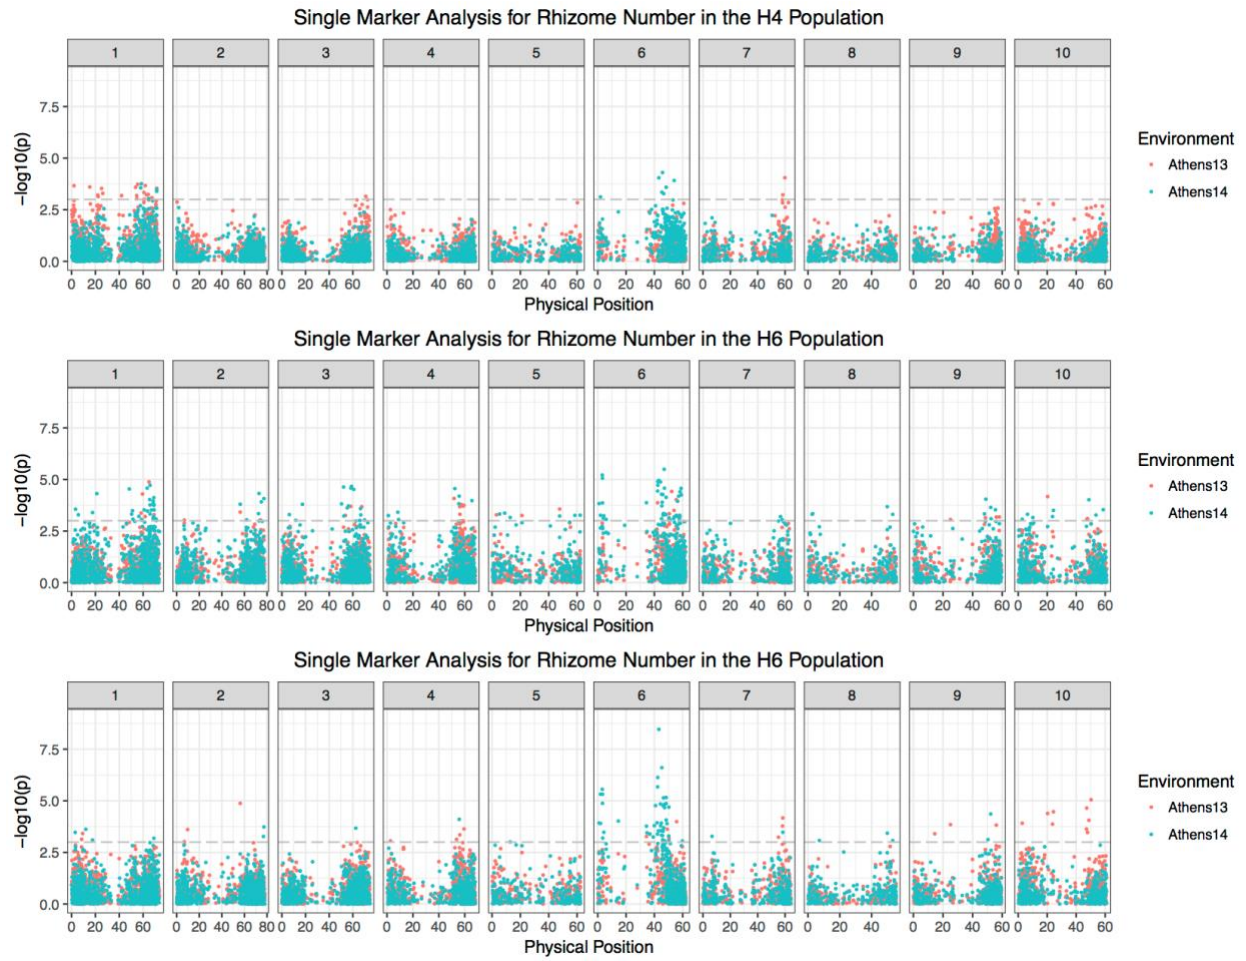 Single Marker Analysis for Rhizome Number in the H4 Population
1 2 3 4 5 6 7 8 9 10
7.5
5.0
2.5
0.0
-log10(p)
0 20 40 60 0 20 40 60 80 0 20 40 60 0 20 40 60 0 20 40 60 0 20 40 60 0 20 40 60 0 20 40 0 20 40 60 0 20 40 60
Physical Position
Environment
Athens13
Athens14
Single Marker Analysis for Rhizome Number in the H6 Population
1 2 3 4 5 6 7 8 9 10
7.5
5.0
2.5
0.0
-log10(p)
0 20 40 60 0 20 40 60 80 0 20 40 60 0 20 40 60 0 20 40 60 0 20 40 60 0 20 40 60 0 20 40 0 20 40 60 0 20 40 60
Physical Position
Environment
Athens13
Athens14
Single Marker Analysis for Rhizome Number in the H6 Population
1 2 3 4 5 6 7 8 9 10
7.5
5.0
2.5
0.0
-log10(p)
0 20 40 60 0 20 40 60 80 0 20 40 60 0 20 40 60 0 20 40 60 0 20 40 60 0 20 40 60 0 20 40 0 20 40 60 0 20 40 60
Physical Position
Environment
Athens13
Athens14